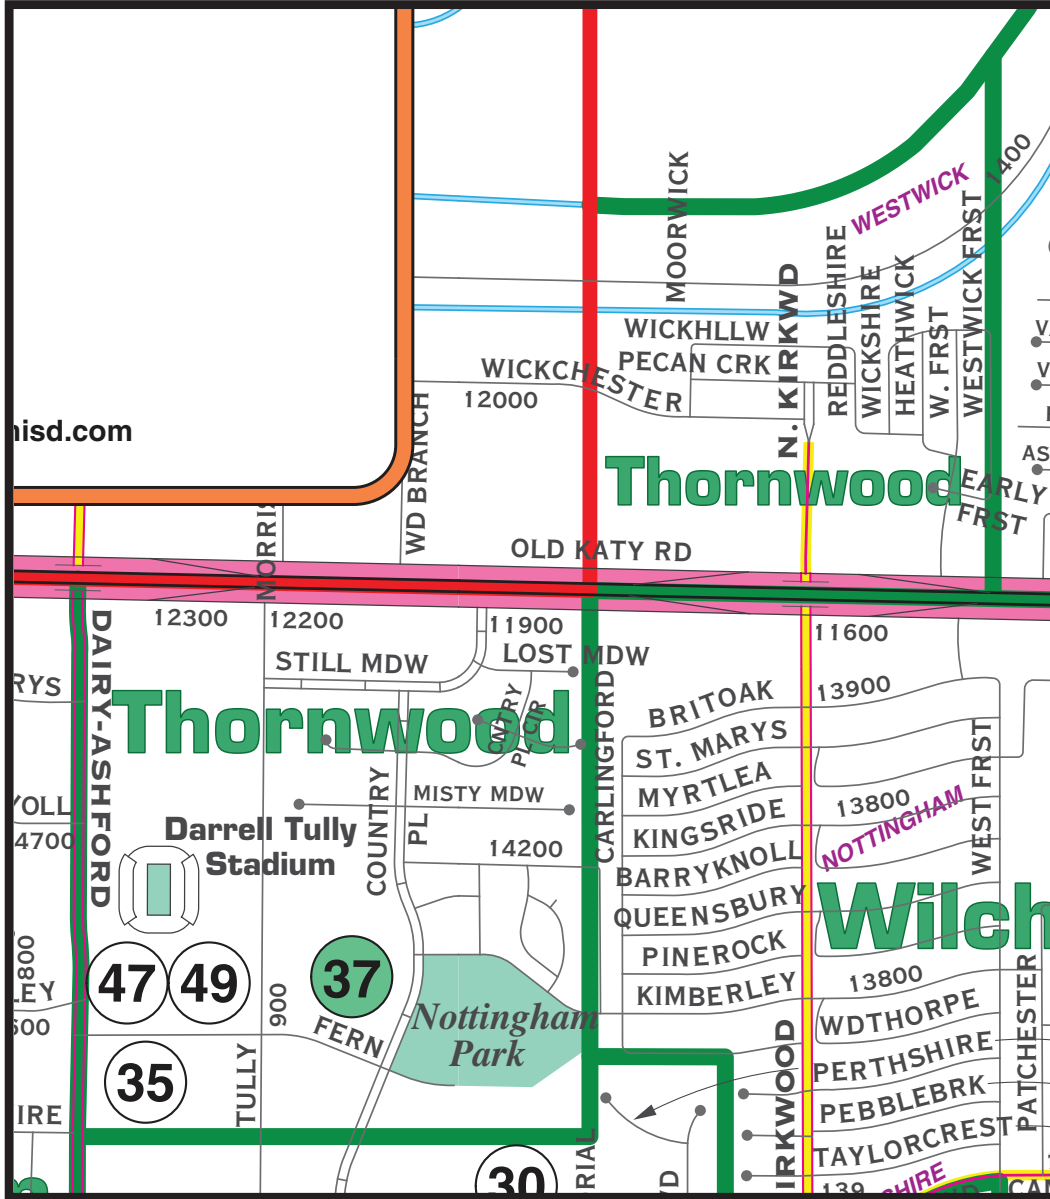 isd.com
WESTWICK
1400
MOORWICK
N. KIRKWD
REDDLESHIRE
WICKSHIRE
HEATHWICK
W. FRST
WESTWICK FRST
WICKHLLW
PECAN CRK
WICKCHESTER
12000
WD BRANCH
MORRIS
Thornwood
EARLY
FRST
AS
OLD KATY RD
12300
12200
11900
11600
STILL MDW
LOST MDW
DAIRY-ASHFORD
RYS
Thornwood
CNTRY
PL CIR
CARLINGFORD
BRITOAK
13900
ST. MARYS
MYRTLEA
KINGSRIDE
13800
NOTTINGHAM
WEST FRST
MISTY MDW
COUNTRY
PL
YOLL
4700
Darrell Tully
Stadium
14200
BARRYKNOLL
QUEENSBURY
PINEROCK
KIMBERLEY
Wilch
13800
47
49
37
800
LEY
500
900
FERN
Nottingham
Park
WDTHORPE
PERTHSHIRE
PEBBLEBRK
TAYLORCREST
PATCHESTER
35
TULLY
IRE
IRKWOOD
30
RIAL
139
SHIRE
CAN